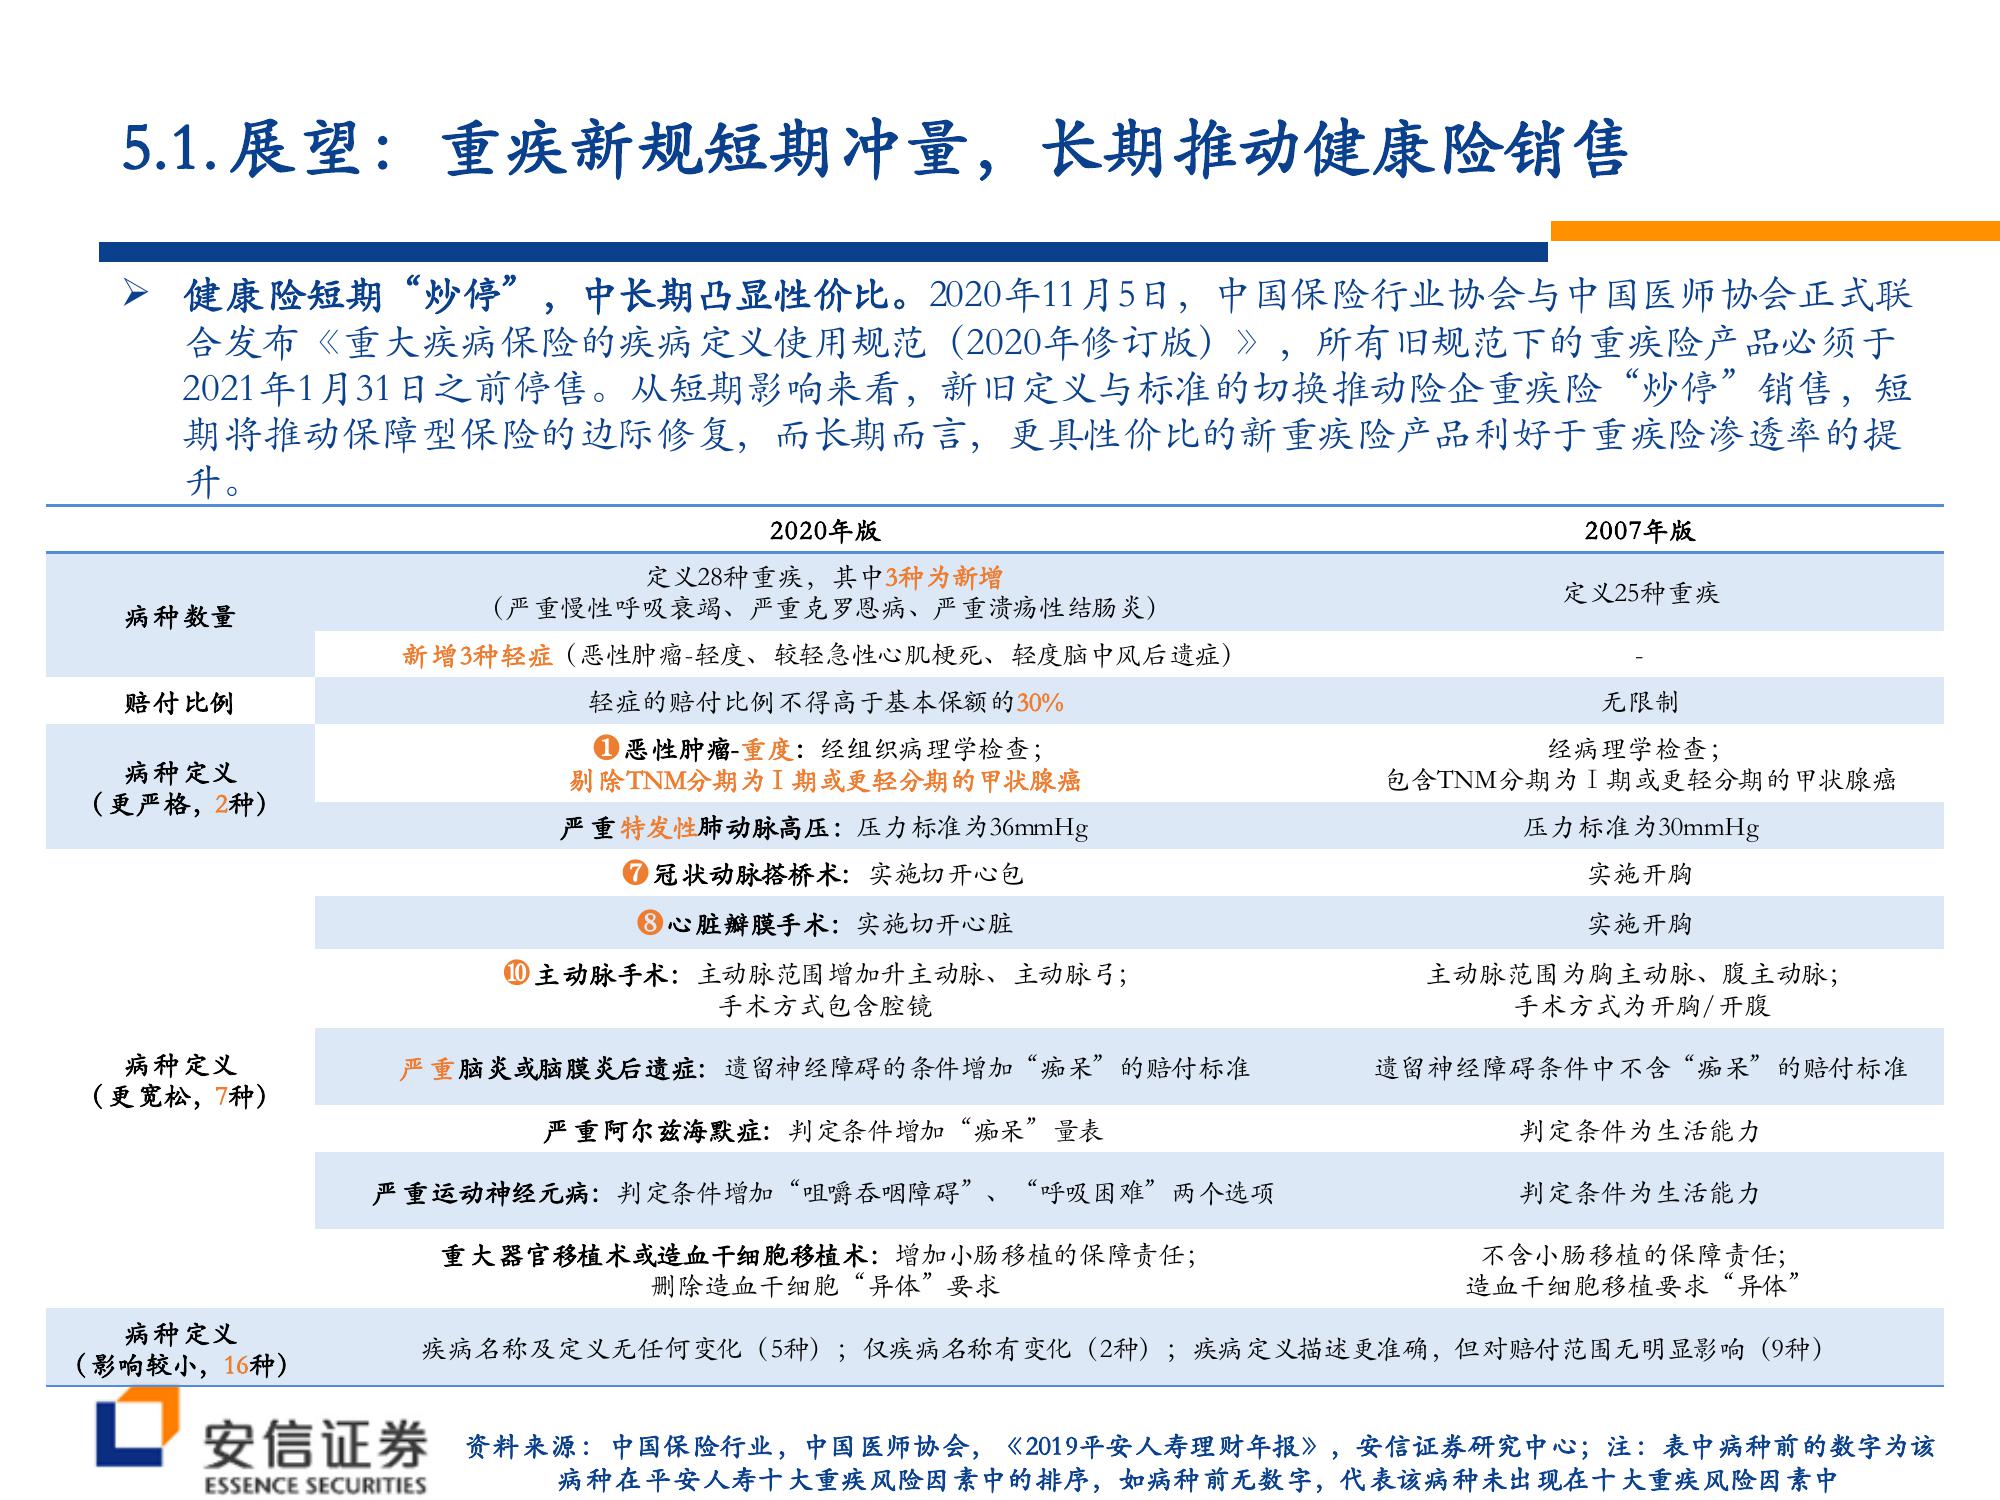 5.1.展望：重疾新规短期冲量，长期推动健康险销售
➢ 健康险短期“炒停”，中长期凸显性价比。2020年11月5日，中国保险行业协会与中国医师协会正式联
合发布《重大疾病保险的疾病定义使用规范（2020年修订版）》，所有旧规范下的重疾险产品必须于
2021年1月31日之前停售。从短期影响来看，新旧定义与标准的切换推动险企重疾险“炒停”销售，短
期将推动保障型保险的边际修复，而长期而言，更具性价比的新重疾险产品利好于重疾险渗透率的提
升。
2020年版 2007年版
病种数量
定义28种重疾，其中3种为新增
（严重慢性呼吸衰竭、严重克罗恩病、严重溃疡性结肠炎）
定义25种重疾
新增3种轻症（恶性肿瘤-轻度、较轻急性心肌梗死、轻度脑中风后遗症） -
赔付比例 轻症的赔付比例不得高于基本保额的30% 无限制
病种定义
（更严格，2种）
❶恶性肿瘤-重度：经组织病理学检查；
剔除TNM分期为Ⅰ期或更轻分期的甲状腺癌
经病理学检查；
包含TNM分期为Ⅰ期或更轻分期的甲状腺癌
严重特发性肺动脉高压：压力标准为36mmHg 压力标准为30mmHg
病种定义
（更宽松，7种）
❼冠状动脉搭桥术：实施切开心包 实施开胸
❽心脏瓣膜手术：实施切开心脏 实施开胸
❿主动脉手术：主动脉范围增加升主动脉、主动脉弓；
手术方式包含腔镜
主动脉范围为胸主动脉、腹主动脉；
手术方式为开胸/开腹
严重脑炎或脑膜炎后遗症：遗留神经障碍的条件增加“痴呆”的赔付标准 遗留神经障碍条件中不含“痴呆”的赔付标准
严重阿尔兹海默症：判定条件增加“痴呆”量表 判定条件为生活能力
严重运动神经元病：判定条件增加“咀嚼吞咽障碍”、“呼吸困难”两个选项 判定条件为生活能力
重大器官移植术或造血干细胞移植术：增加小肠移植的保障责任；
删除造血干细胞“异体”要求
不含小肠移植的保障责任；
造血干细胞移植要求“异体”
病种定义
（影响较小，16种）
疾病名称及定义无任何变化（5种）；仅疾病名称有变化（2种）；疾病定义描述更准确，但对赔付范围无明显影响（9种）
安信证券
ESSENCE SECURITIES
资料来源：中国保险行业，中国医师协会，《2019平安人寿理财年报》，安信证券研究中心；注：表中病种前的数字为该
病种在平安人寿十大重疾风险因素中的排序，如病种前无数字，代表该病种未出现在十大重疾风险因素中